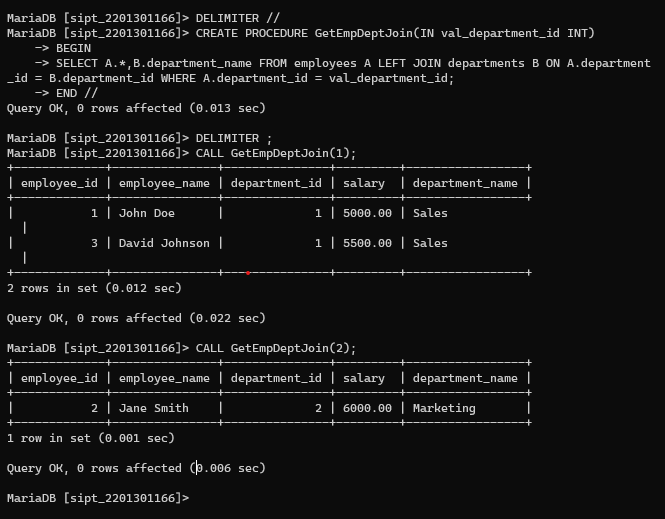 MariaDB [sipt_2201301166]> DELIMITER //
MariaDB [sipt_2201301166]> CREATE PROCEDURE GetEmpDeptJoin(IN val_department_id INT)
    -> BEGIN
    -> SELECT A.*,B.department_name FROM employees A LEFT JOIN departments B ON A.department
_id = B.department_id WHERE A.department_id = val_department_id;
    -> END //
Query OK, 0 rows affected (0.013 sec)

MariaDB [sipt_2201301166]> DELIMITER ;
MariaDB [sipt_2201301166]> CALL GetEmpDeptJoin(1);
+-------------+---------------+---------------+---------+-----------------+
| employee_id | employee_name | department_id | salary  | department_name |
+-------------+---------------+---------------+---------+-----------------+
|           1 | John Doe      |             1 | 5000.00 | Sales
  |
|           3 | David Johnson |             1 | 5500.00 | Sales
  |
+-------------+---------------+---------------+---------+-----------------+
2 rows in set (0.012 sec)

Query OK, 0 rows affected (0.022 sec)

MariaDB [sipt_2201301166]> CALL GetEmpDeptJoin(2);
+-------------+---------------+---------------+---------+-----------------+
| employee_id | employee_name | department_id | salary  | department_name |
+-------------+---------------+---------------+---------+-----------------+
|           2 | Jane Smith    |             2 | 6000.00 | Marketing       |
+-------------+---------------+---------------+---------+-----------------+
1 row in set (0.001 sec)

Query OK, 0 rows affected (0.006 sec)

MariaDB [sipt_2201301166]>